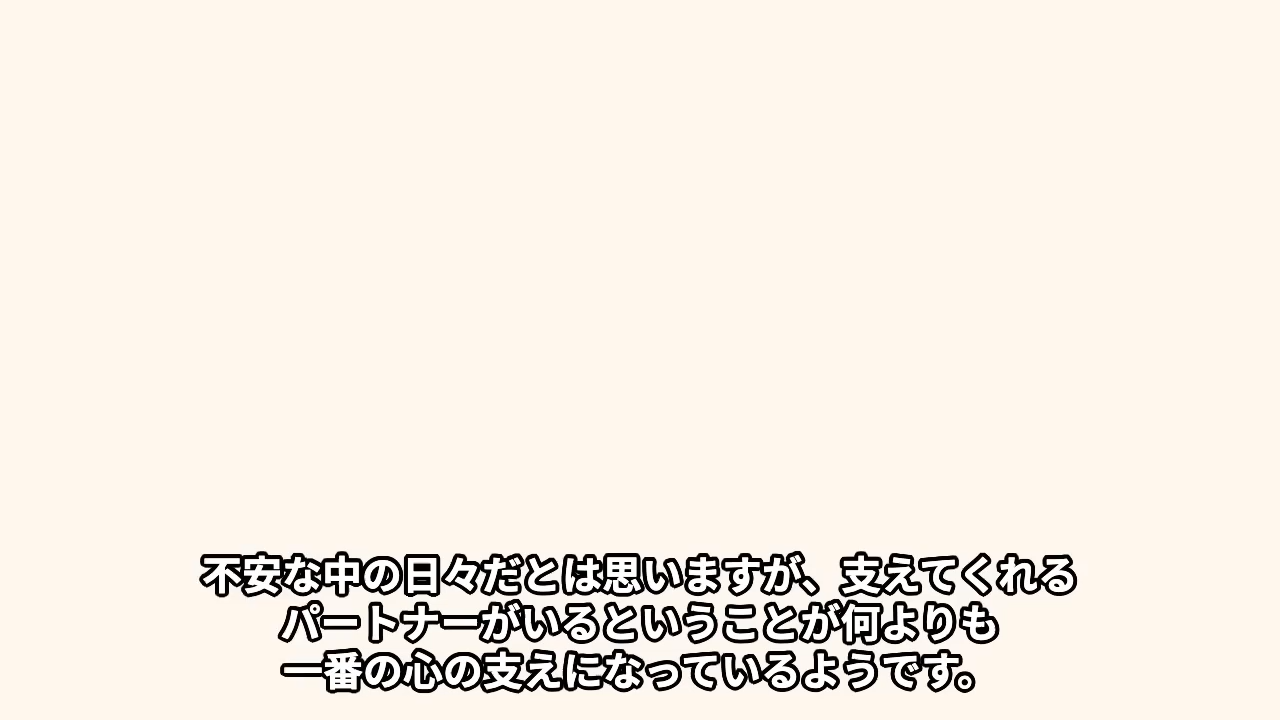 不安な中の日々だとは思いますが、支えてくれる
パートナーがいるということが何よりも
一番の心の支えになっているようです。